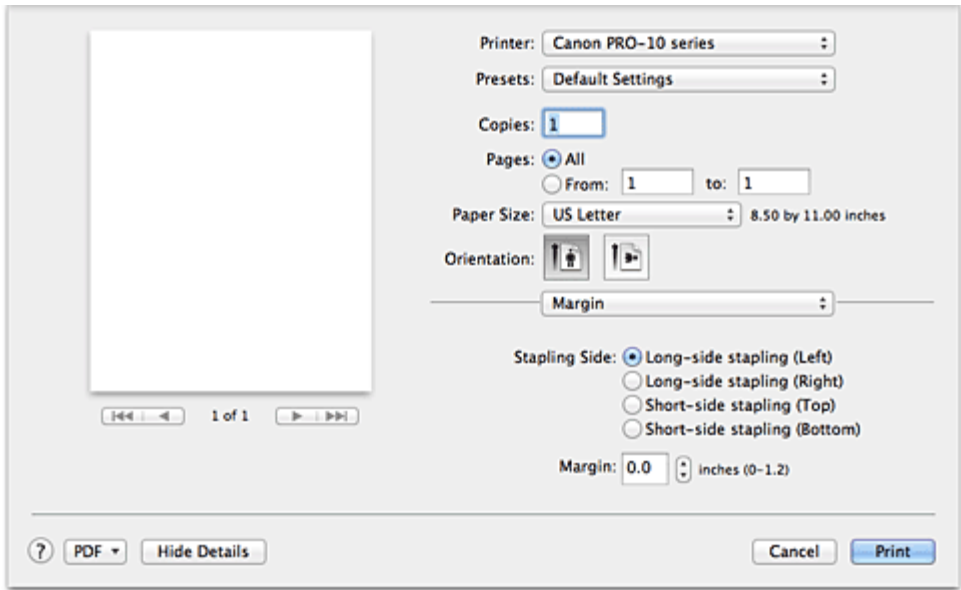 Printer: Canon PRO-10 series
Presets: Default Settings
Copies: 1
Pages: All
From: 1 to: 1
Paper Size: US Letter 8.50 by 11.00 inches
Orientation:
Margin
Stapling Side: Long-side stapling (Left)
Long-side stapling (Right)
Short-side stapling (Top)
Short-side stapling (Bottom)
1 of 1
Margin: 0.0 inches (0-1.2)
? PDF Hide Details Cancel Print